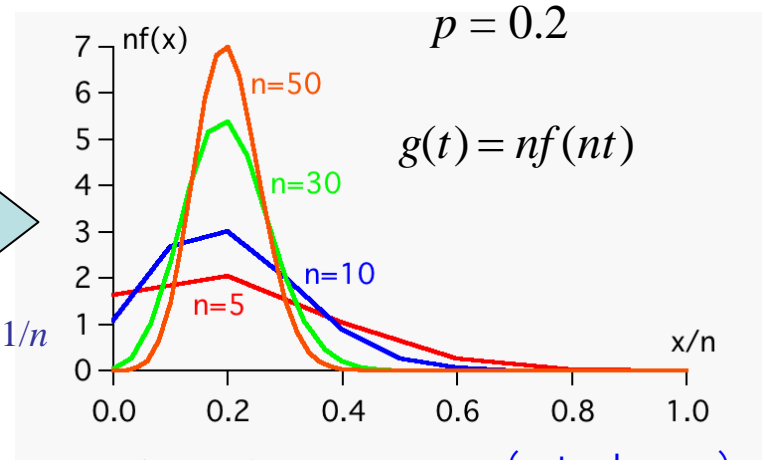 p = 0.2
nf(x)
7
n=50
6
g(t) = nf(nt)
5
n=30
4
3
n=10
2
n=5
1/n
1
x/n
0
0.0 0.2 0.4 0.6 0.8 1.0